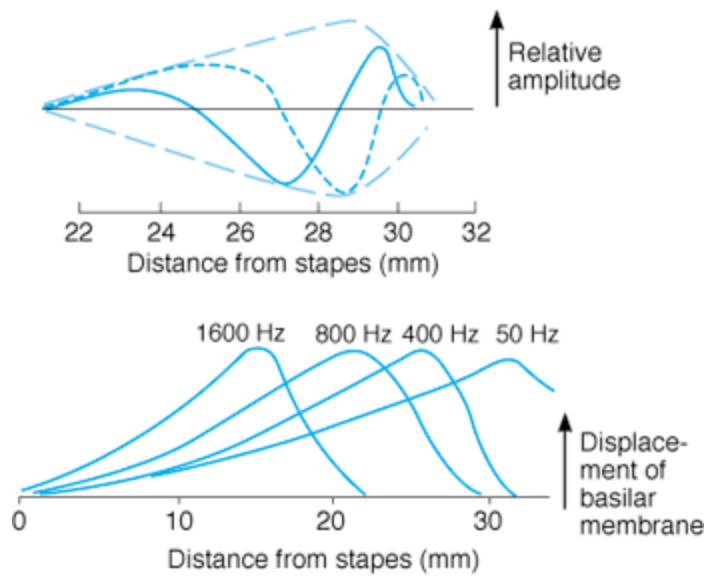 Relative
amplitude
22 24 26 28 30 32
Distance from stapes (mm)
1600 Hz 800 Hz 400 Hz 50 Hz
Displace-
ment of
basilar
membrane
0 10 20 30
Distance from stapes (mm)